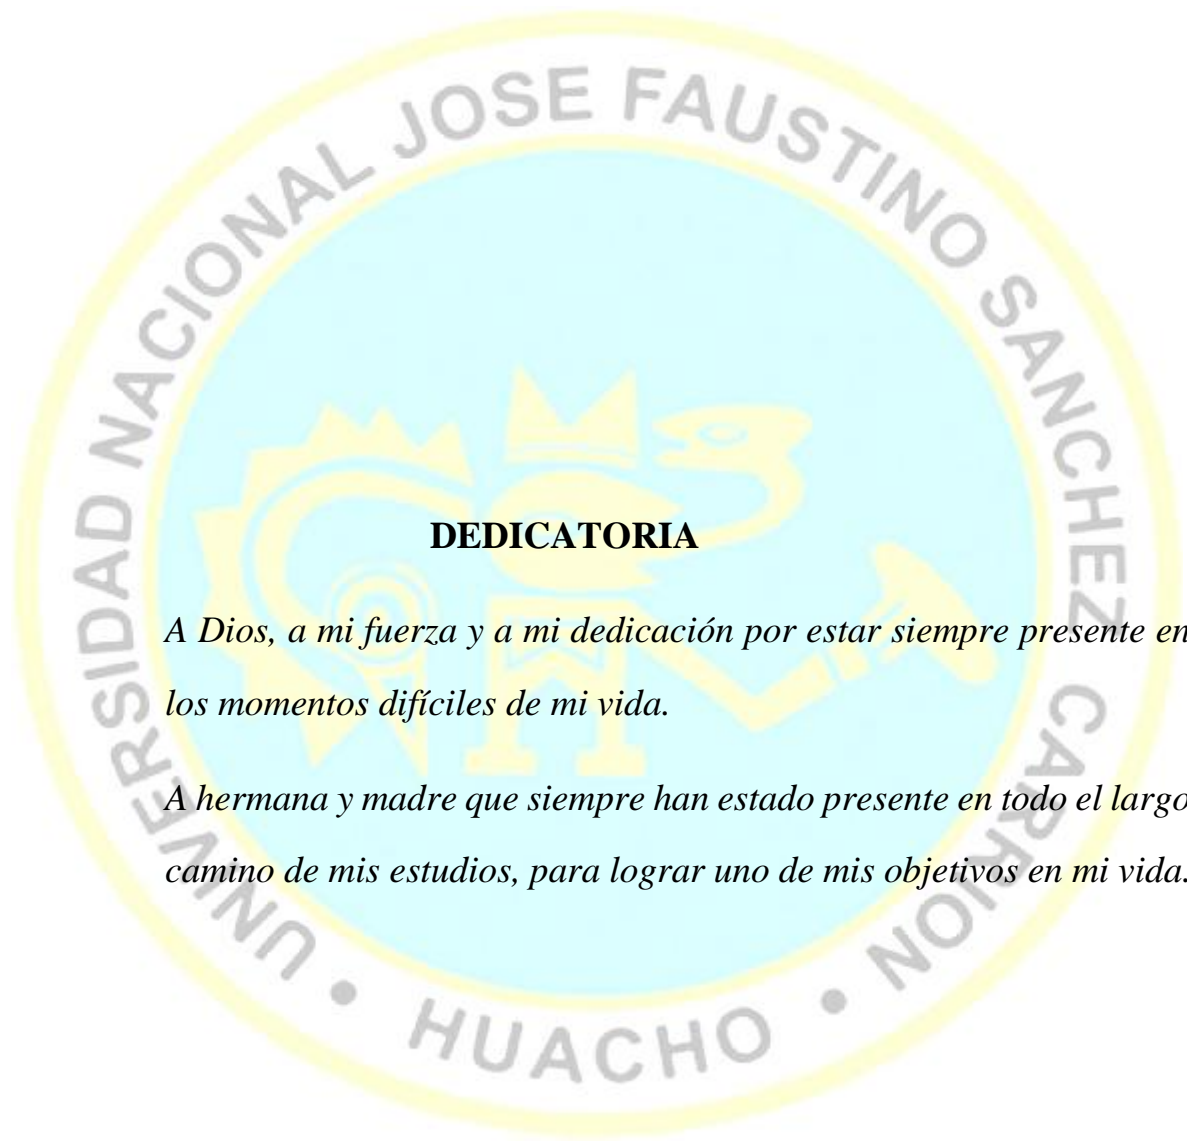 UNIVERSIDAD NACIONAL JOSE FAUSTINO SANCHEZ CARRION
• HUACHO •
DEDICATORIA
A Dios, a mi fuerza y a mi dedicación por estar siempre presente en
los momentos difíciles de mi vida.
A hermana y madre que siempre han estado presente en todo el largo
camino de mis estudios, para lograr uno de mis objetivos en mi vida.